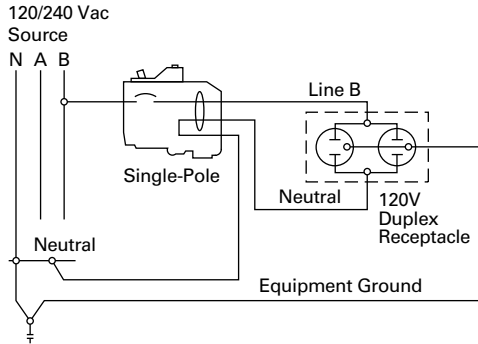 120/240 Vac
Source
N A B
Line B
Single-Pole
Neutral
120V
Duplex
Receptacle
Neutral
Equipment Ground